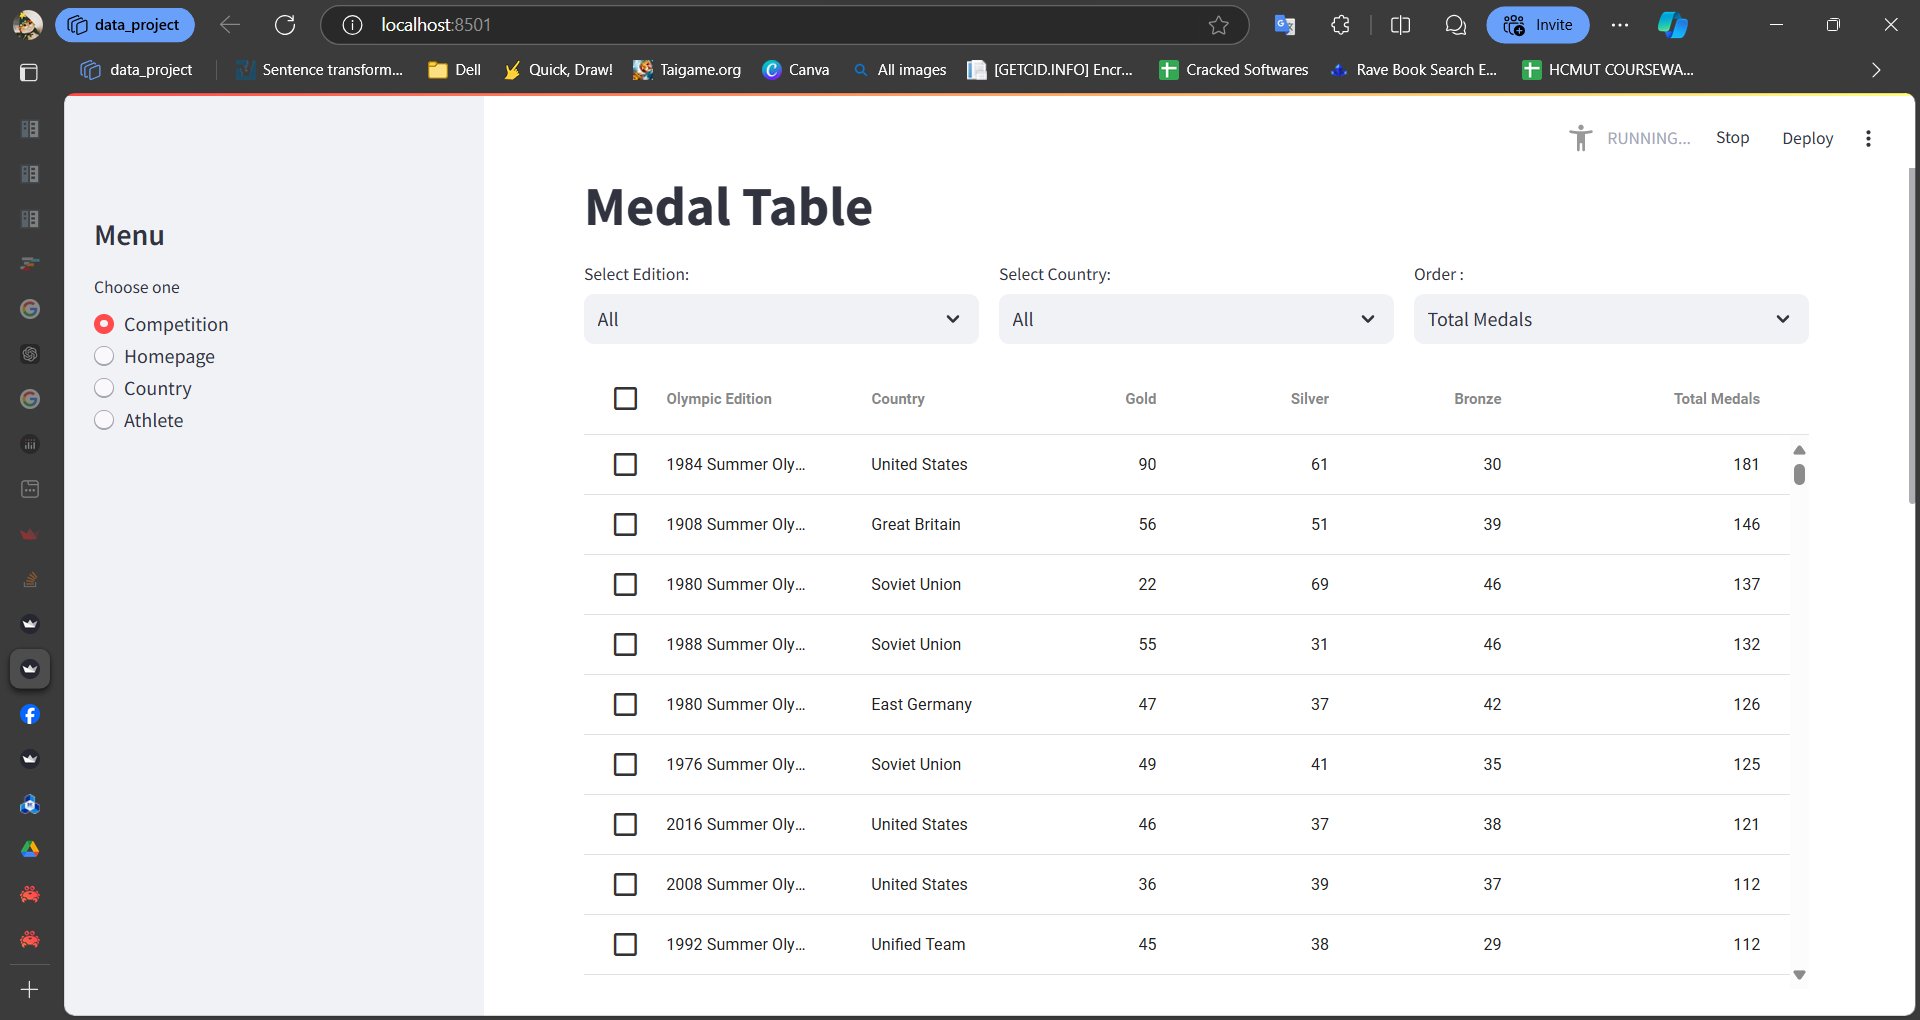 data_project
localhost:8501
Invite
data_project
Sentence transform...
Dell
Quick, Draw!
Taigame.org
Canva
All images
[GETCID.INFO] Encr...
Cracked Softwares
Rave Book Search E...
HCMUT COURSEWA...
RUNNING...
Stop
Deploy
Menu
Choose one
Competition
Homepage
Country
Athlete
Medal Table
Select Edition:
Select Country:
Order :
All
All
Total Medals
Olympic Edition Country Gold Silver Bronze Total Medals
1984 Summer Oly... United States 90 61 30 181
1908 Summer Oly... Great Britain 56 51 39 146
1980 Summer Oly... Soviet Union 22 69 46 137
1988 Summer Oly... Soviet Union 55 31 46 132
1980 Summer Oly... East Germany 47 37 42 126
1976 Summer Oly... Soviet Union 49 41 35 125
2016 Summer Oly... United States 46 37 38 121
2008 Summer Oly... United States 36 39 37 112
1992 Summer Oly... Unified Team 45 38 29 112